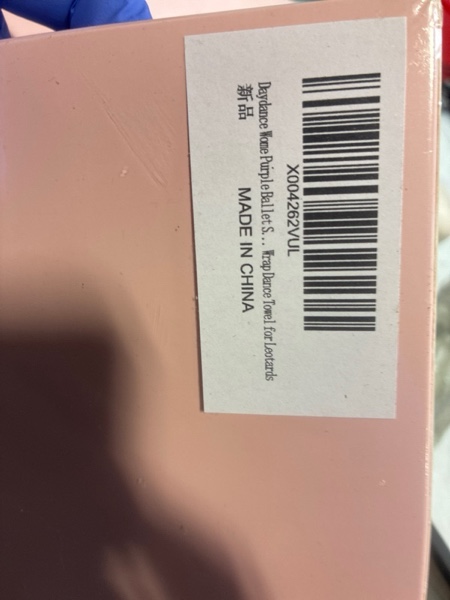 X004262VUL
Daydance Wome Purple Ballet S... Wrap Dance Towel for Leotards
新品
MADE IN CHINA